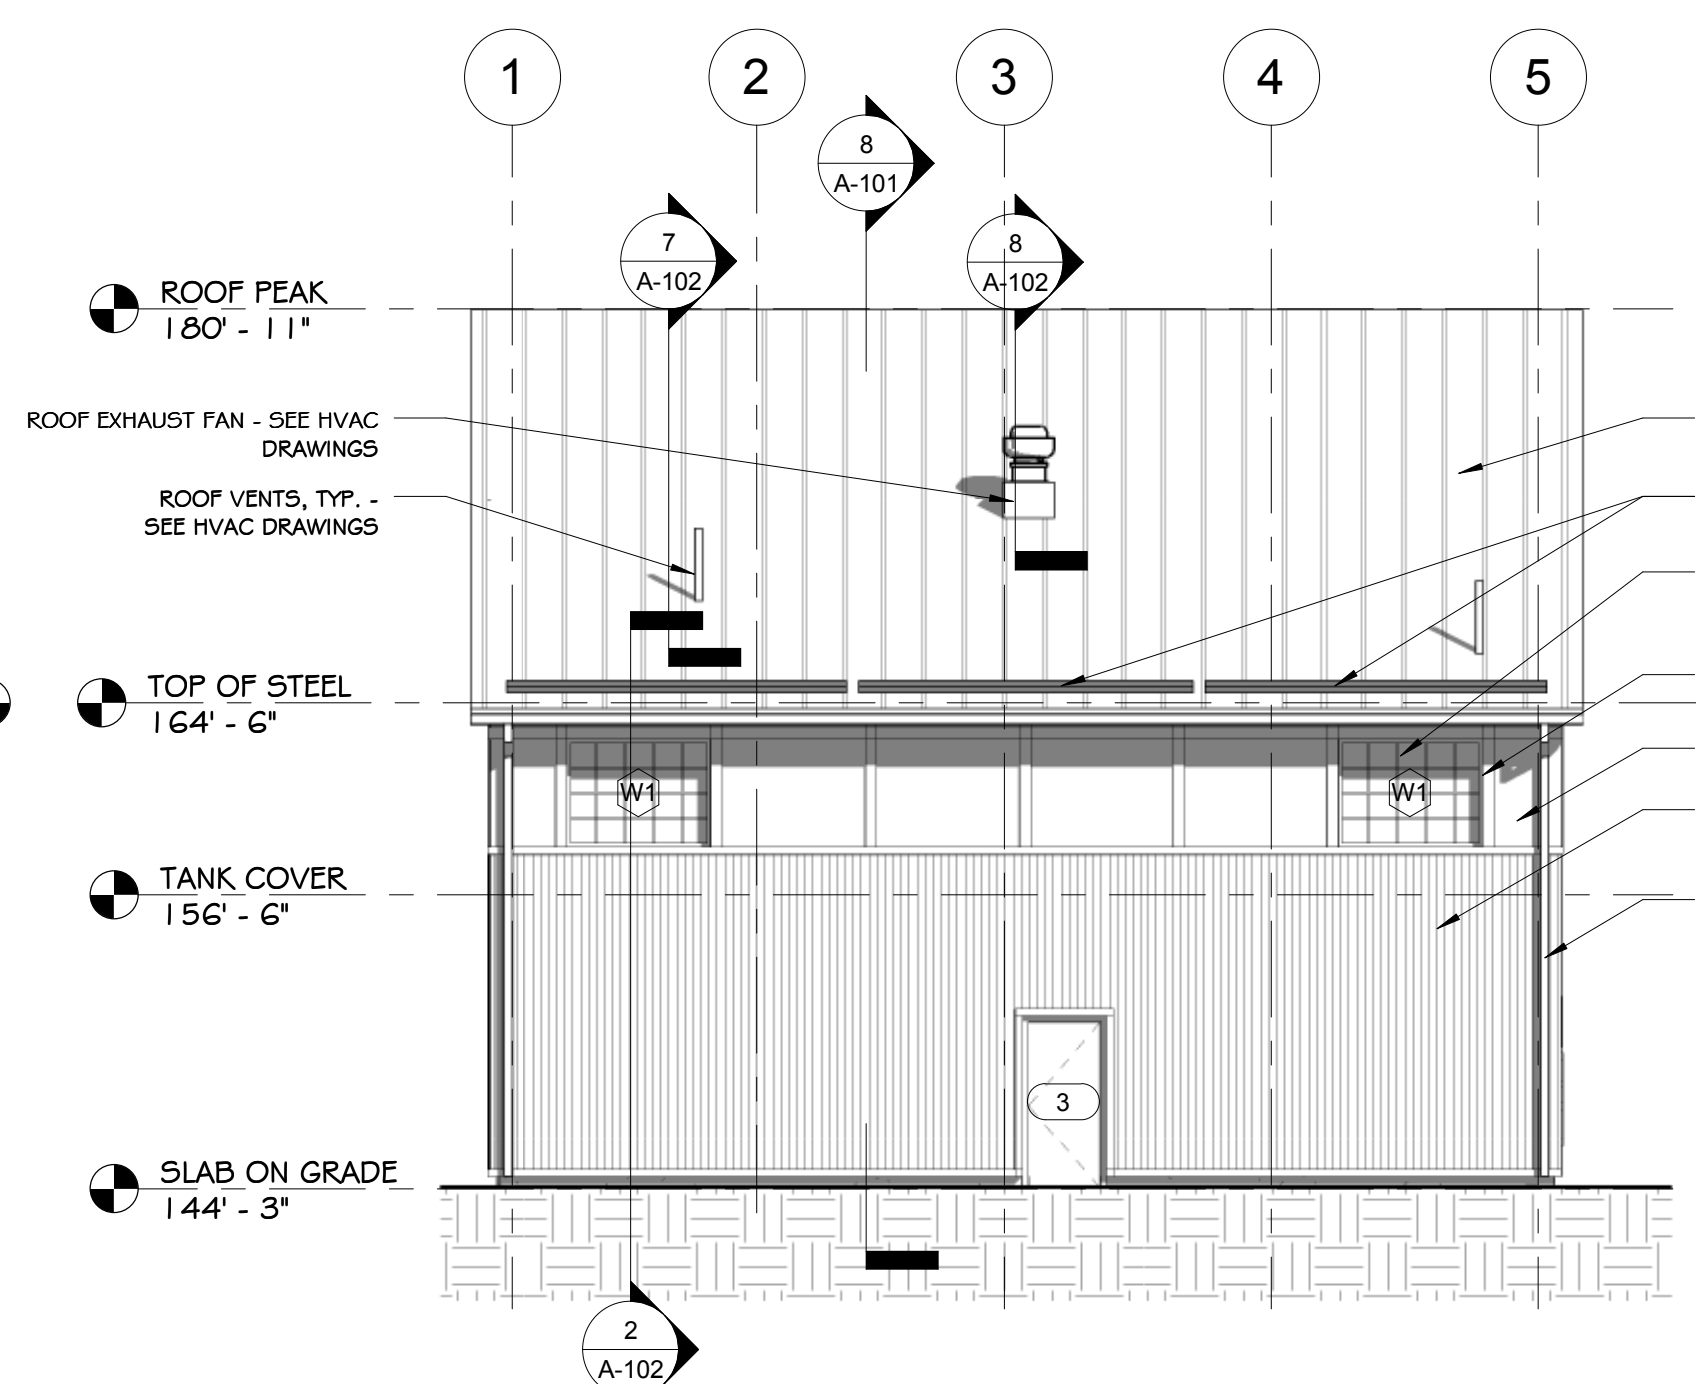 1
2
3
4
5
8
A-101
7
A-102
8
A-102
ROOF PEAK
180' - 11"
ROOF EXHAUST FAN - SEE HVAC
DRAWINGS
ROOF VENTS, TYP. -
SEE HVAC DRAWINGS
TOP OF STEEL
164' - 6"
W1
W1
TANK COVER
156' - 6"
3
SLAB ON GRADE
144' - 3"
2
A-102